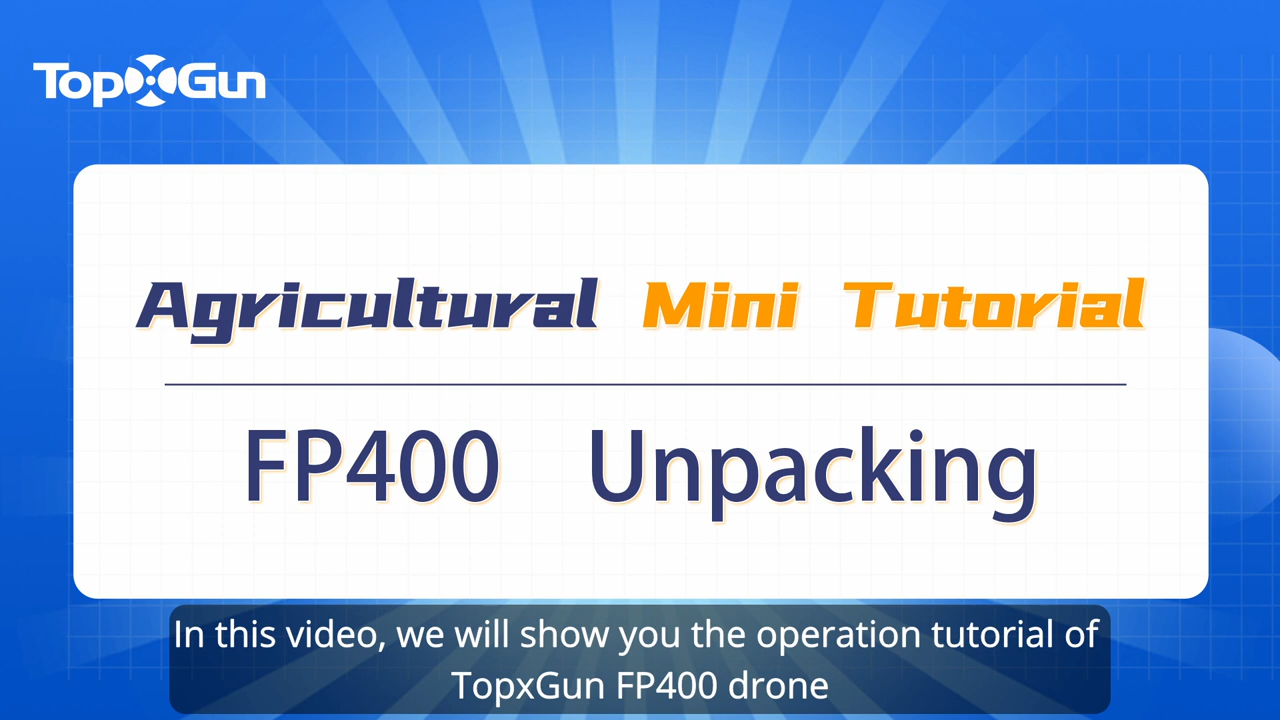 TopxGun
Agricultural Mini Tutorial
FP400 Unpacking
In this video, we will show you the operation tutorial of
TopxGun FP400 drone